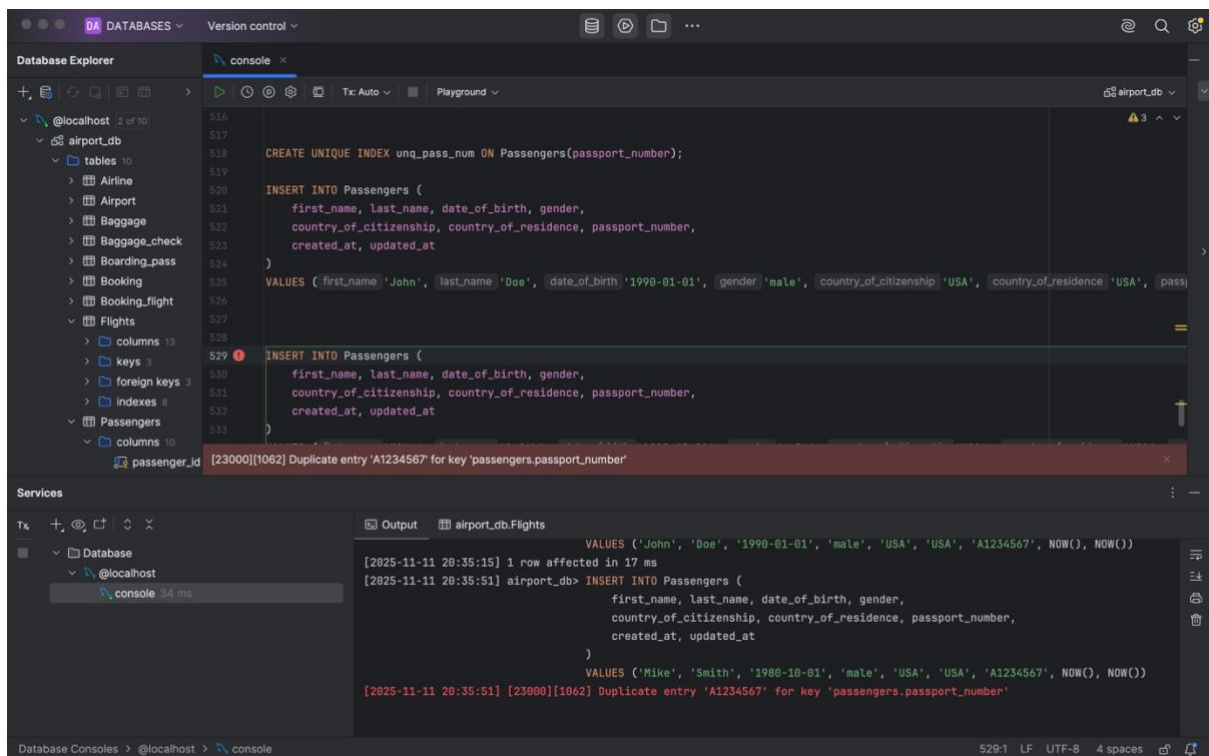 DA DATABASES Version control
Database Explorer
console
Tx: Auto Playground airport_db
@localhost 2 of 10
airport_db
tables 10
Airline
Airport
Baggage
Baggage_check
Boarding_pass
Booking
Booking_flight
Flights
columns 13
keys 3
foreign keys 3
indexes 8
Passengers
columns 10
passenger_id
3
516
517
518 CREATE UNIQUE INDEX unq_pass_num ON Passengers(passport_number);
519
520 INSERT INTO Passengers (
521 first_name, last_name, date_of_birth, gender,
522 country_of_citizenship, country_of_residence, passport_number,
523 created_at, updated_at
524 )
525 VALUES ( first_name 'John', last_name 'Doe', date_of_birth '1990-01-01', gender 'male', country_of_citizenship 'USA', country_of_residence 'USA',
526
527
528
529 INSERT INTO Passengers (
530 first_name, last_name, date_of_birth, gender,
531 country_of_citizenship, country_of_residence, passport_number,
532 created_at, updated_at
533 )
[23000][1062] Duplicate entry 'A1234567' for key 'passengers.passport_number'
Services
Tx
Database
@localhost
console 34 ms
Output airport_db.Flights
VALUES ('John', 'Doe', '1990-01-01', 'male', 'USA', 'USA', 'A1234567', NOW(), NOW())
[2025-11-11 20:35:15] 1 row affected in 17 ms
[2025-11-11 20:35:51] airport_db> INSERT INTO Passengers (
first_name, last_name, date_of_birth, gender,
country_of_citizenship, country_of_residence, passport_number,
created_at, updated_at
)
VALUES ('Mike', 'Smith', '1980-10-01', 'male', 'USA', 'USA', 'A1234567', NOW(), NOW())
[2025-11-11 20:35:51] [23000][1062] Duplicate entry 'A1234567' for key 'passengers.passport_number'
Database Consoles > @localhost > console
529:1 LF UTF-8 4 spaces